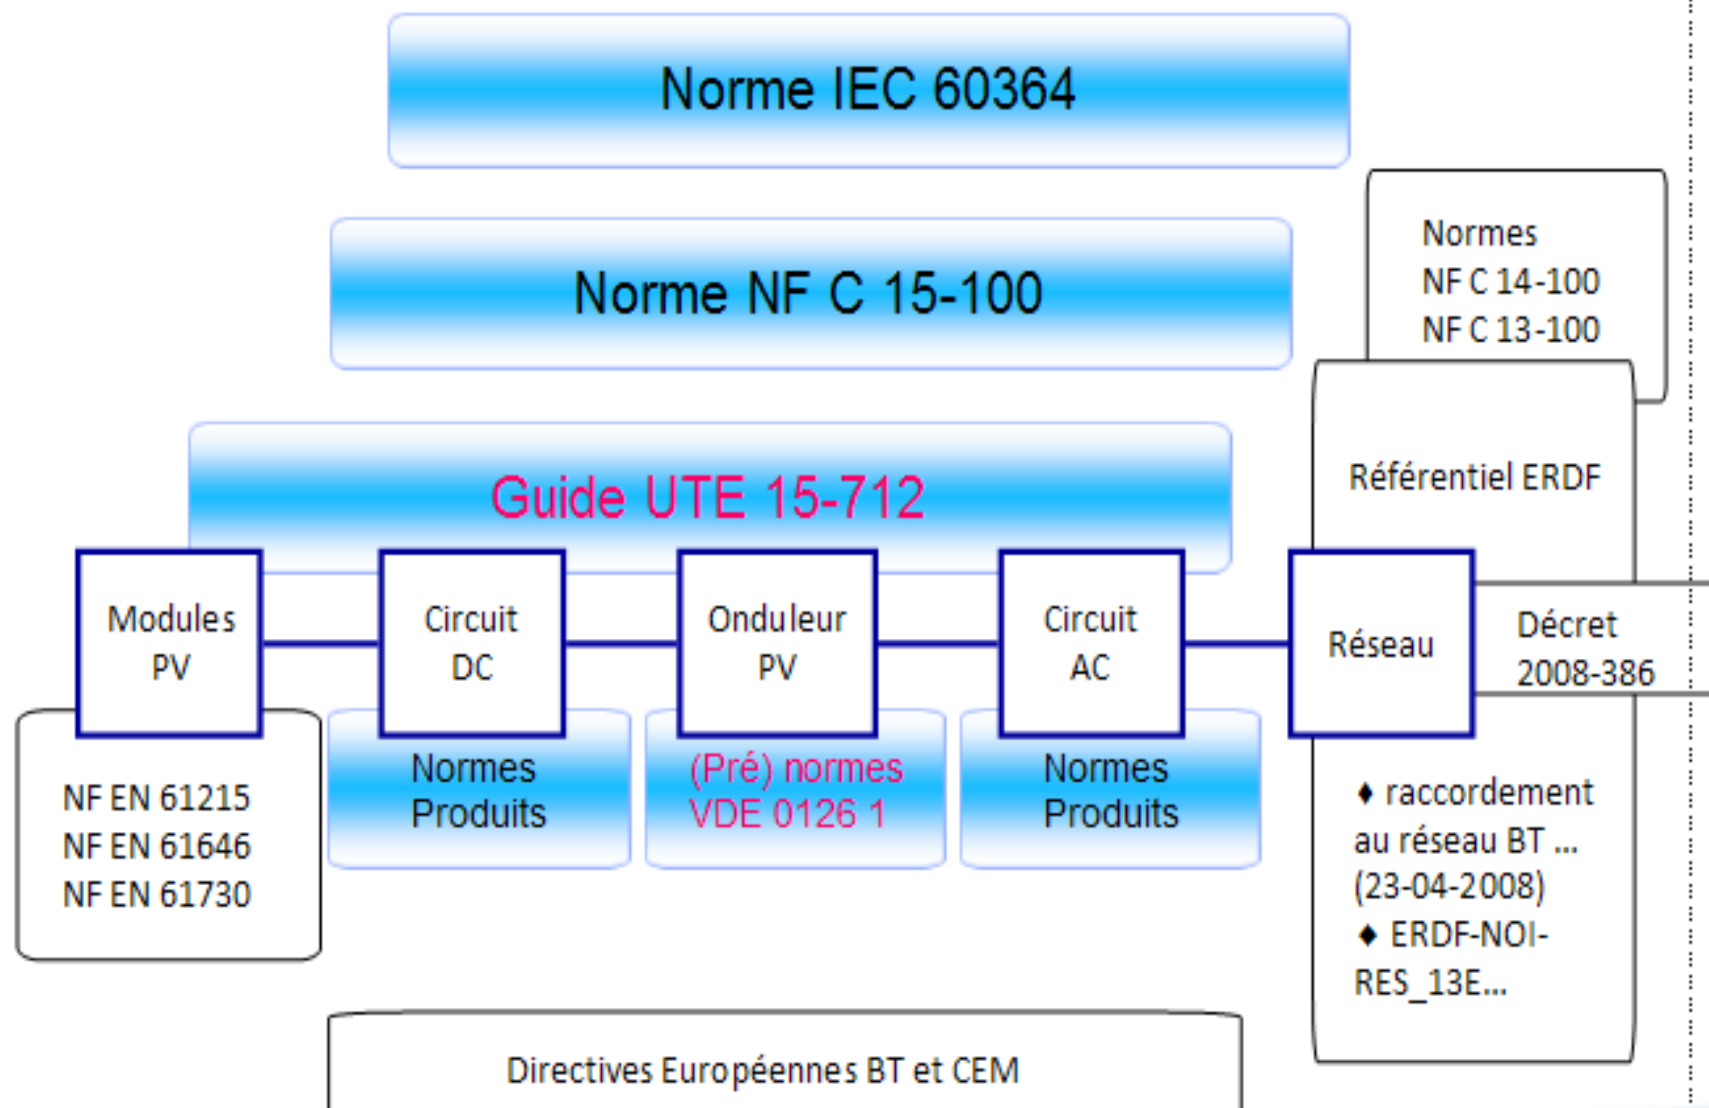 Norme IEC 60364
Normes
NF C 14-100
NF C 13-100
Norme NF C 15-100
Référentiel ERDF
Guide UTE 15-712
Modules
PV
Circuit
DC
Onduleur
PV
Circuit
AC
Réseau
Décret
2008-386
NF EN 61215
NF EN 61646
NF EN 61730
Normes
Produits
(Pré) normes
VDE 0126 1
Normes
Produits
♦ raccordement
au réseau BT ...
(23-04-2008)
♦ ERDF-NOI-
RES_13E...
Directives Européennes BT et CEM